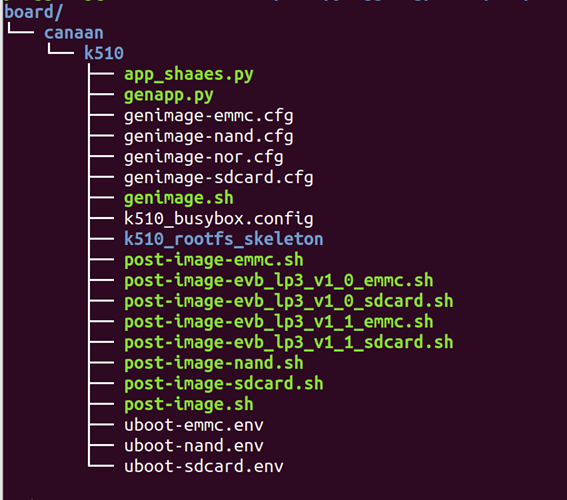 board/
canaan
k510
app_shaaes.py
genapp.py
genimage-emmc.cfg
genimage-nand.cfg
genimage-nor.cfg
genimage-sdcard.cfg
genimage.sh
k510_busybox.config
k510_rootfs_skeleton
post-image-emmc.sh
post-image-evb_lp3_v1_0_emmc.sh
post-image-evb_lp3_v1_0_sdcard.sh
post-image-evb_lp3_v1_1_emmc.sh
post-image-evb_lp3_v1_1_sdcard.sh
post-image-nand.sh
post-image-sdcard.sh
post-image.sh
uboot-emmc.env
uboot-nand.env
uboot-sdcard.env